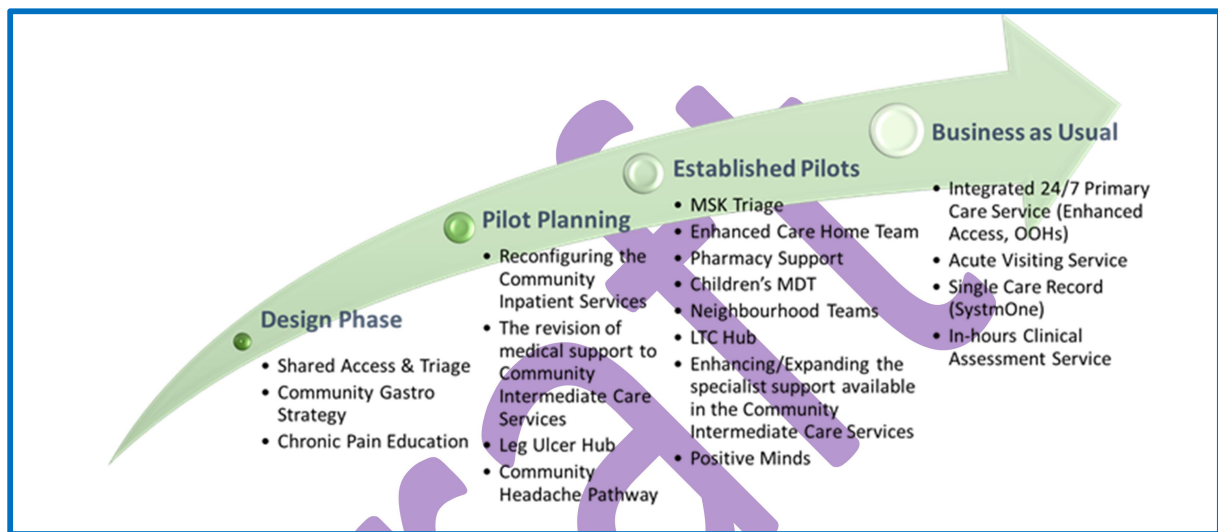 Design Phase
• Shared Access & Triage
• Community Gastro
Strategy
• Chronic Pain Education
Pilot Planning
• Reconfiguring the
Community
Inpatient Services
• The revision of
medical support to
Community
Intermediate Care
Services
• Leg Ulcer Hub
• Community
Headache Pathway
Established Pilots
• MSK Triage
• Enhanced Care Home Team
• Pharmacy Support
• Children's MDT
• Neighbourhood Teams
• LTC Hub
• Enhancing/Expanding the
specialist support available
in the Community
Intermediate Care Services
• Positive Minds
Business as Usual
• Integrated 24/7 Primary
Care Service (Enhanced
Access, OOHs)
• Acute Visiting Service
• Single Care Record
(SystmOne)
• In-hours Clinical
Assessment Service